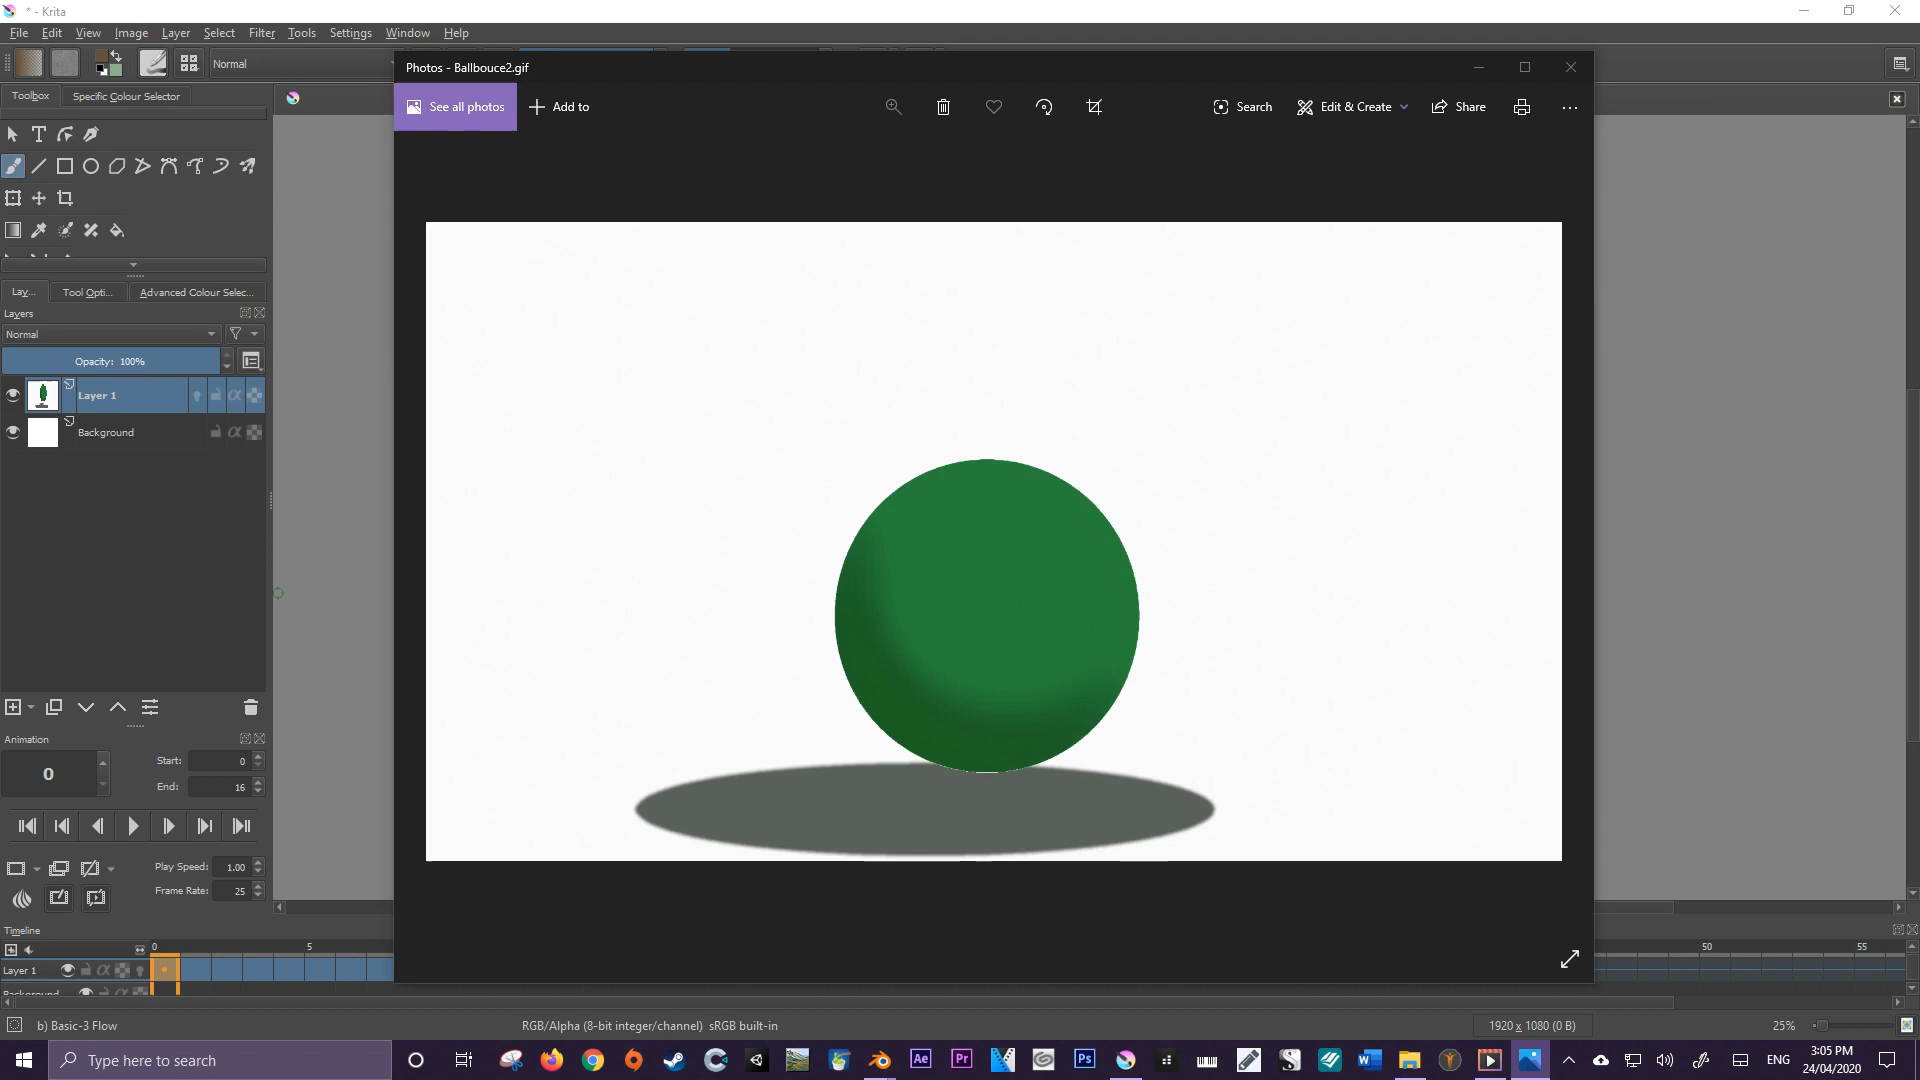 * - Krita
File Edit View Image Layer Select Filter Tools Settings Window Help
Normal
Photos - Ballbouce2.gif
See all photos Add to Search Edit & Create Share
Toolbox Specific Colour Selector
Lay... Tool Opti... Advanced Colour Selec...
Layers
Normal
Opacity: 100%
Layer 1
Background
Animation
0
Start: 0
End: 16
Play Speed: 1.00
Frame Rate: 25
Timeline
0 5 50 55
Layer 1
Background
b) Basic-3 Flow
RGB/Alpha (8-bit integer/channel) sRGB built-in
1920 x 1080 (0 B)
25%
Type here to search
Ae Pr Ps
ENG
3:05 PM
24/04/2020